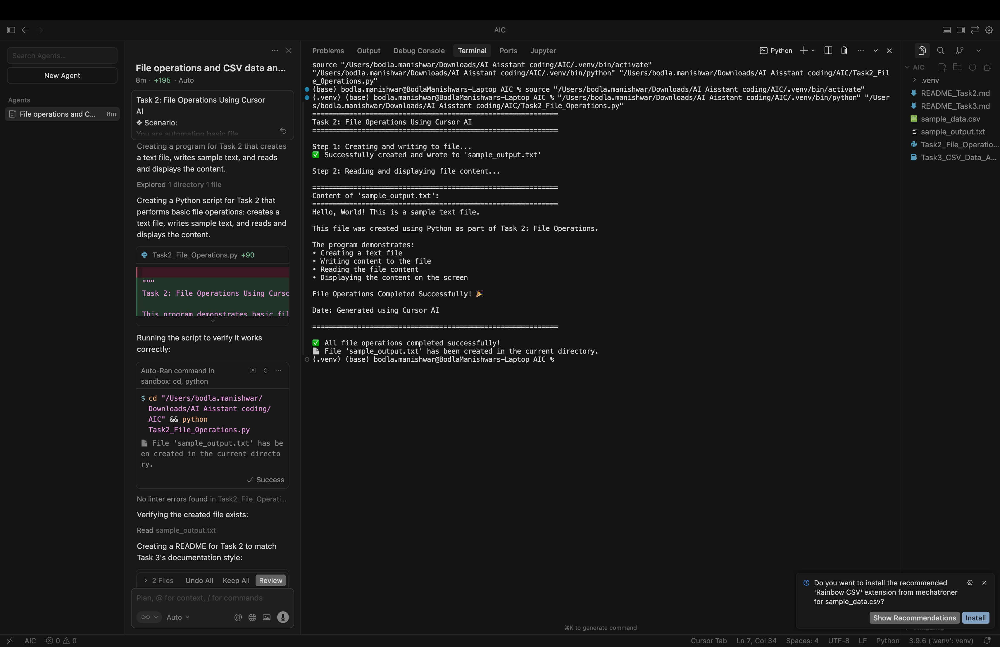 AIC
Search Agents...
New Agent
Agents
File operations and C... 8m
File operations and CSV data an...
8m · +195 · Auto
Task 2: File Operations Using Cursor
AI
❖ Scenario:
You are automating basic file
Creating a program for Task 2 that creates
a text file, writes sample text, and reads
and displays the content.
Explored 1 directory 1 file
Creating a Python script for Task 2 that
performs basic file operations: creates a
text file, writes sample text, and reads and
displays the content.
Task2_File_Operations.py +90
"""
Task 2: File Operations Using Curso
This program demonstrates basic fil
Running the script to verify it works
correctly:
Auto-Ran command in
sandbox: cd, python
$ cd "/Users/bodla.manishwar/
Downloads/AI Aisstant coding/
AIC" && python
Task2_File_Operations.py
📄 File 'sample_output.txt' has be
en created in the current directo
ry.
✓ Success
No linter errors found in Task2_File_Operati...
Verifying the created file exists:
Read sample_output.txt
Creating a README for Task 2 to match
Task 3's documentation style:
2 Files Undo All Keep All Review
Plan, @ for context, / for commands
Auto
Problems Output Debug Console Terminal Ports Jupyter
Python
source "/Users/bodla.manishwar/Downloads/AI Aisstant coding/AIC/.venv/bin/activate"
"/Users/bodla.manishwar/Downloads/AI Aisstant coding/AIC/.venv/bin/python" "/Users/bodla.manishwar/Downloads/AI Aisstant coding/AIC/Task2_Fil
e_Operations.py"
(base) bodla.manishwar@BodlaManishwars-Laptop AIC % source "/Users/bodla.manishwar/Downloads/AI Aisstant coding/AIC/.venv/bin/activate"
(.venv) (base) bodla.manishwar@BodlaManishwars-Laptop AIC % "/Users/bodla.manishwar/Downloads/AI Aisstant coding/AIC/.venv/bin/python" "/User
s/bodla.manishwar/Downloads/AI Aisstant coding/AIC/Task2_File_Operations.py"
============================================================
Task 2: File Operations Using Cursor AI
============================================================
Step 1: Creating and writing to file...
✅ Successfully created and wrote to 'sample_output.txt'
Step 2: Reading and displaying file content...
============================================================
Content of 'sample_output.txt':
============================================================
Hello, World! This is a sample text file.
This file was created using Python as part of Task 2: File Operations.
The program demonstrates:
• Creating a text file
• Writing content to the file
• Reading the file content
• Displaying the content on the screen
File Operations Completed Successfully! 🎉
Date: Generated using Cursor AI
============================================================
✅ All file operations completed successfully!
📄 File 'sample_output.txt' has been created in the current directory.
(.venv) (base) bodla.manishwar@BodlaManishwars-Laptop AIC %
⌘K to generate command
AIC
.venv
README_Task2.md
README_Task3.md
sample_data.csv
sample_output.txt
Task2_File_Operatio...
Task3_CSV_Data_A...
Do you want to install the recommended
'Rainbow CSV' extension from mechatroner
for sample_data.csv?
Show Recommendations Install
TIMELINE
AIC 0 0
Cursor Tab Ln 7, Col 34 Spaces: 4 UTF-8 LF Python 3.9.6 ('.venv': venv)